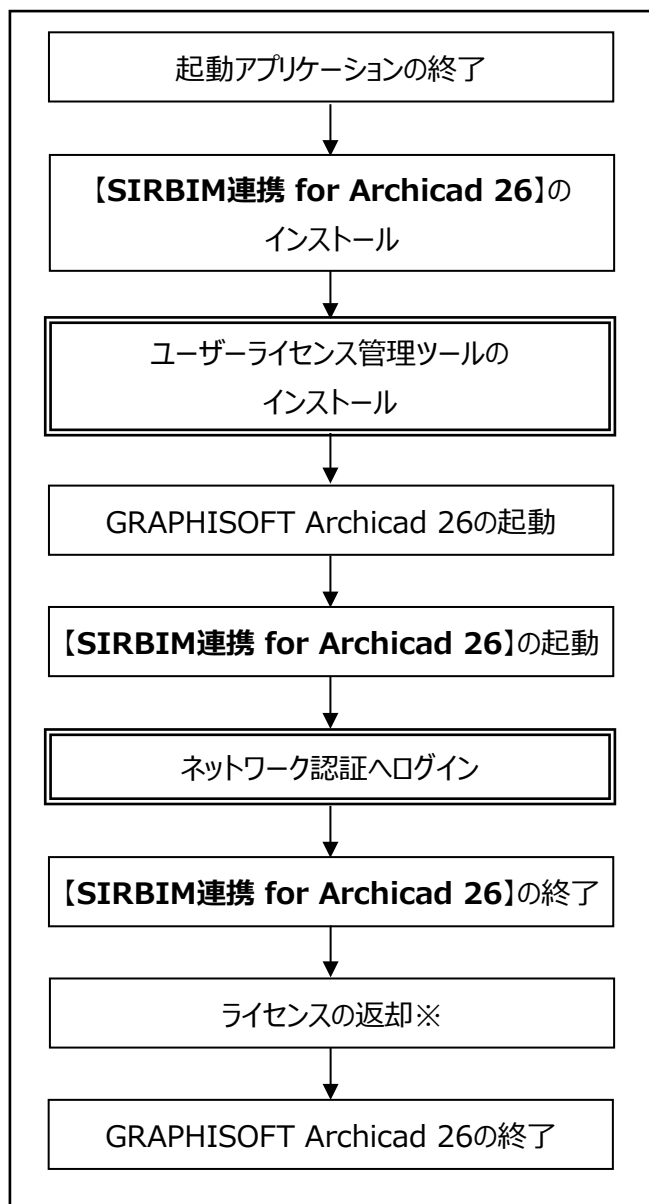 起動アプリケーションの終了
【SIRBIM連携 for Archicad 26】の
インストール
ユーザーライセンス管理ツールの
インストール
GRAPHISOFT Archicad 26の起動
【SIRBIM連携 for Archicad 26】の起動
ネットワーク認証へログイン
【SIRBIM連携 for Archicad 26】の終了
ライセンスの返却※
GRAPHISOFT Archicad 26の終了